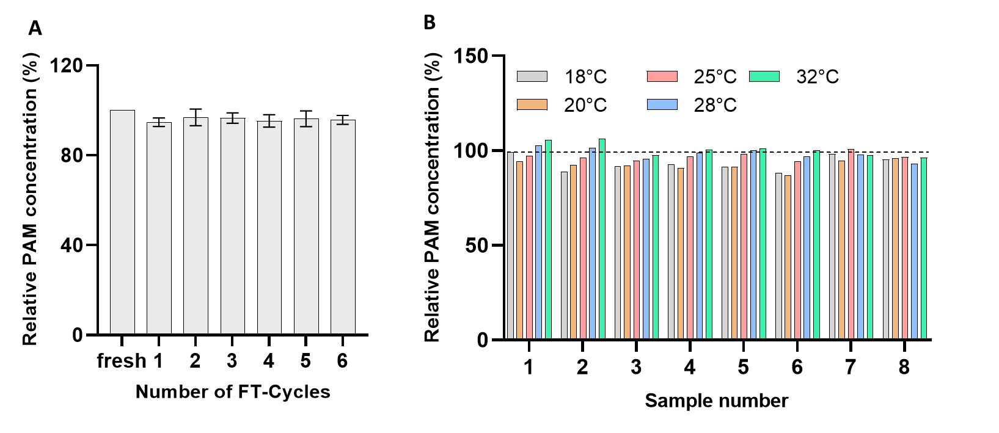 A
Relative PAM concentration (%)
120
80
40
0
fresh 1 2 3 4 5 6
Number of FT-Cycles
B
Relative PAM concentration (%)
150
100
50
0
18°C 25°C 32°C
20°C 28°C
1 2 3 4 5 6 7 8
Sample number